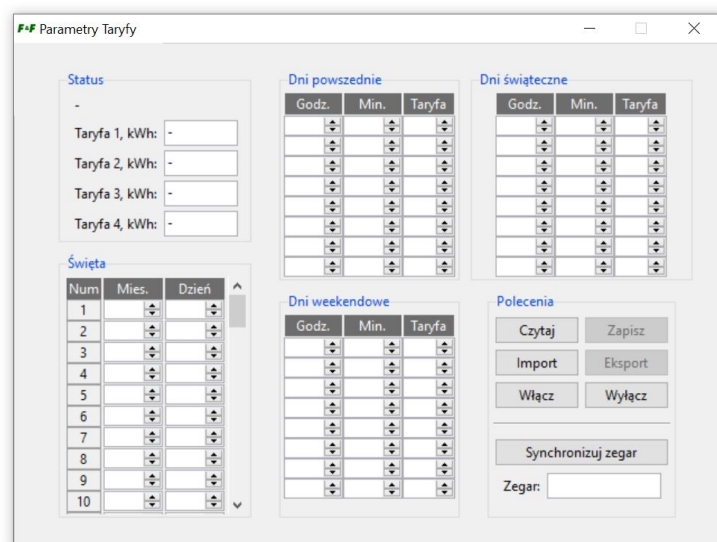 F&F Parametry Taryfy
Status
-
Taryfa 1, kWh: -
Taryfa 2, kWh: -
Taryfa 3, kWh: -
Taryfa 4, kWh: -
Święta
Num Mies. Dzień
1
2
3
4
5
6
7
8
9
10
Dni powszednie
Godz. Min. Taryfa
Dni świąteczne
Godz. Min. Taryfa
Dni weekendowe
Godz. Min. Taryfa
Polecenia
Czytaj Zapisz
Import Eksport
Włącz Wyłącz
Synchronizuj zegar
Zegar: